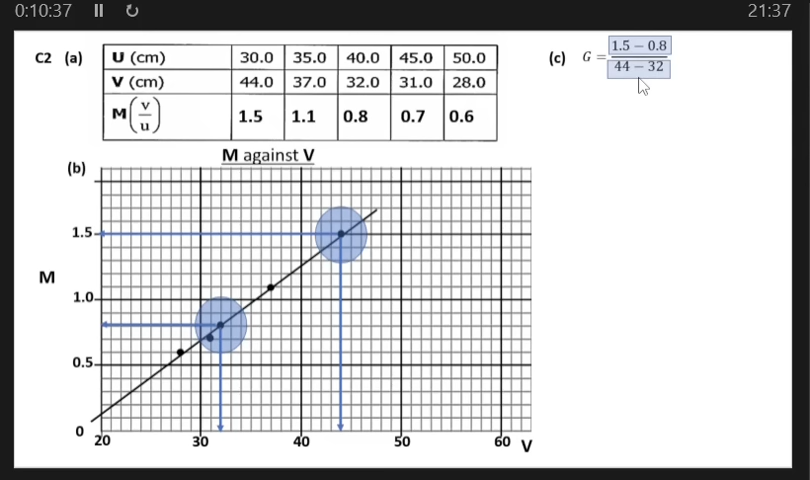 0:10:37
21:37
C2 (a)
U (cm) 30.0 35.0 40.0 45.0 50.0
V (cm) 44.0 37.0 32.0 31.0 28.0
M(v/u) 1.5 1.1 0.8 0.7 0.6
(c) G = (1.5 − 0.8)/(44 − 32)
M against V
(b)
1.5
M
1.0
0.5
0
20 30 40 50 60 V